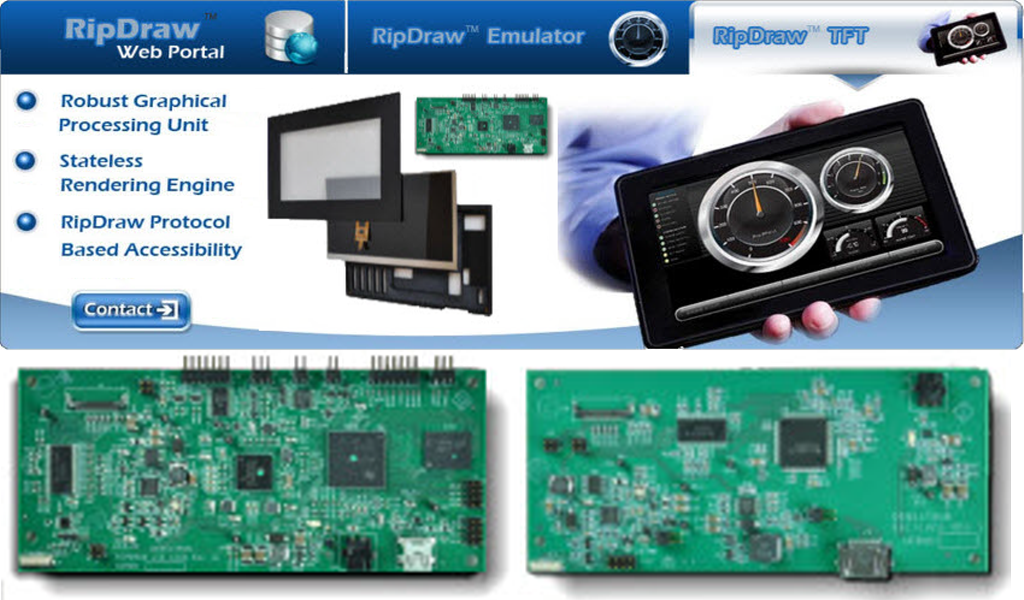 RipDraw™
Web Portal
RipDraw™ Emulator
RipDraw™ TFT
Robust Graphical
Processing Unit
Stateless
Rendering Engine
RipDraw Protocol
Based Accessibility
Contact